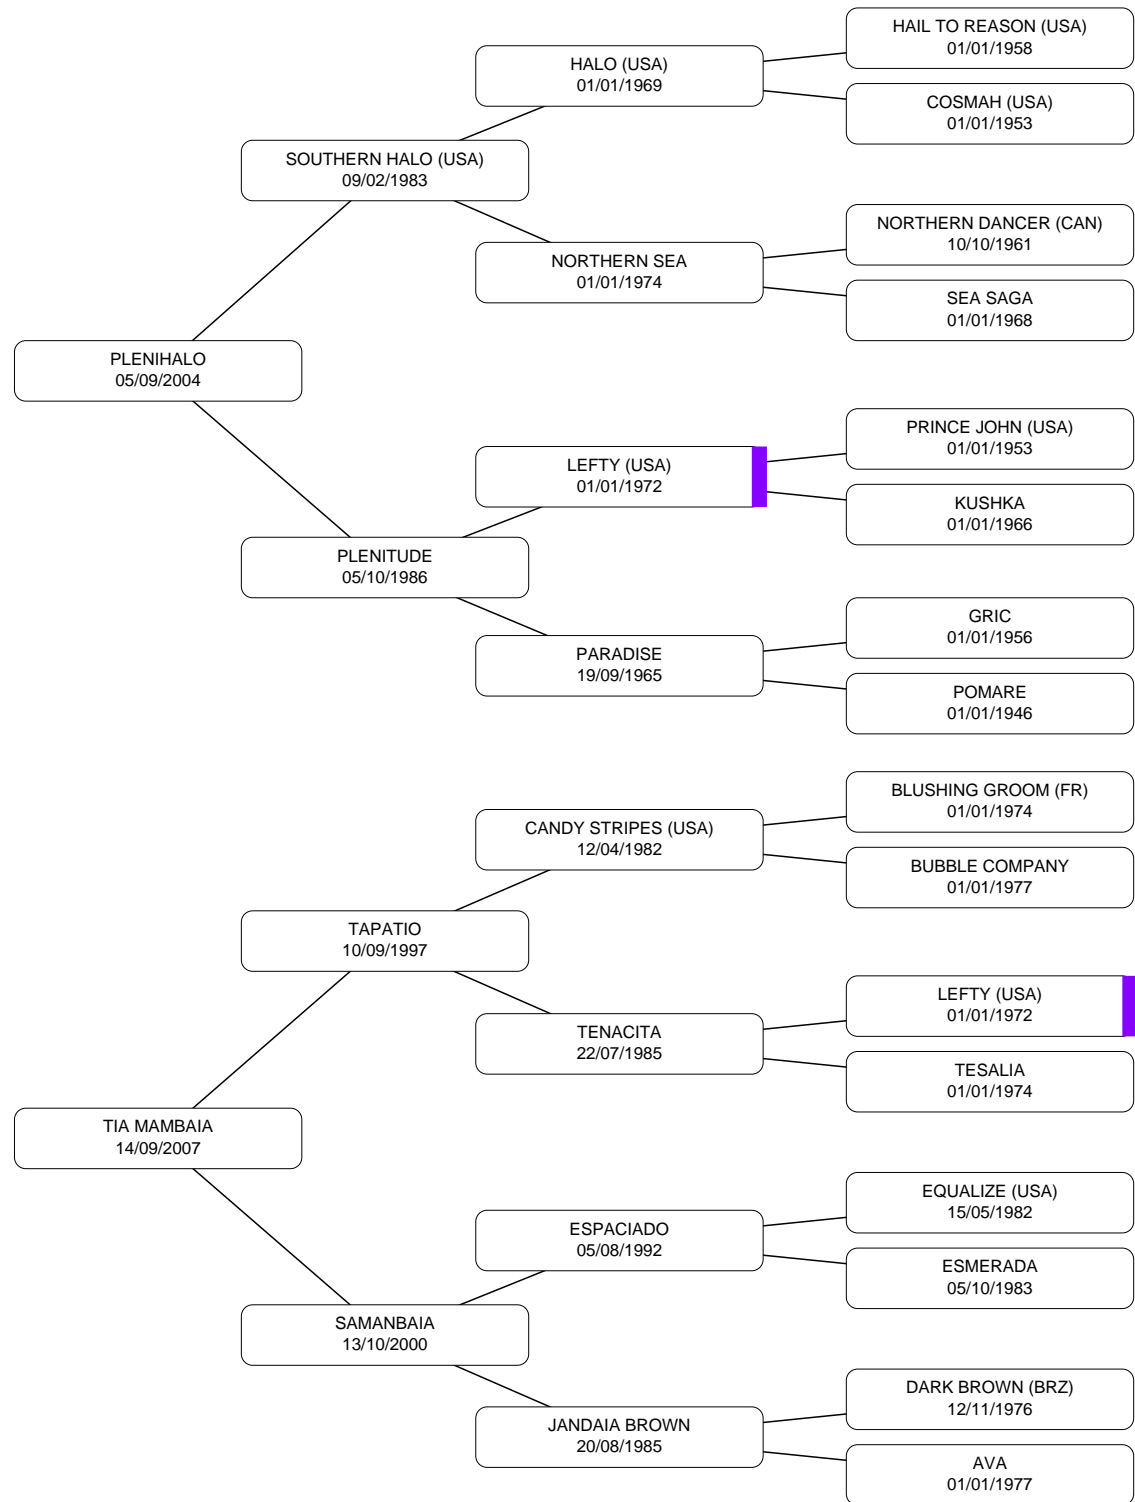 HAIL TO REASON (USA)
01/01/1958
HALO (USA)
01/01/1969
COSMAH (USA)
01/01/1953
SOUTHERN HALO (USA)
09/02/1983
NORTHERN DANCER (CAN)
10/10/1961
NORTHERN SEA
01/01/1974
SEA SAGA
01/01/1968
PLENIHALO
05/09/2004
PRINCE JOHN (USA)
01/01/1953
LEFTY (USA)
01/01/1972
KUSHKA
01/01/1966
PLENITUDE
05/10/1986
GRIC
01/01/1956
PARADISE
19/09/1965
POMARE
01/01/1946
BLUSHING GROOM (FR)
01/01/1974
CANDY STRIPES (USA)
12/04/1982
BUBBLE COMPANY
01/01/1977
TAPATIO
10/09/1997
LEFTY (USA)
01/01/1972
TENACITA
22/07/1985
TESALIA
01/01/1974
TIA MAMBAIA
14/09/2007
EQUALIZE (USA)
15/05/1982
ESPACIADO
05/08/1992
ESMERADA
05/10/1983
SAMANBAIA
13/10/2000
DARK BROWN (BRZ)
12/11/1976
JANDAIA BROWN
20/08/1985
AVA
01/01/1977